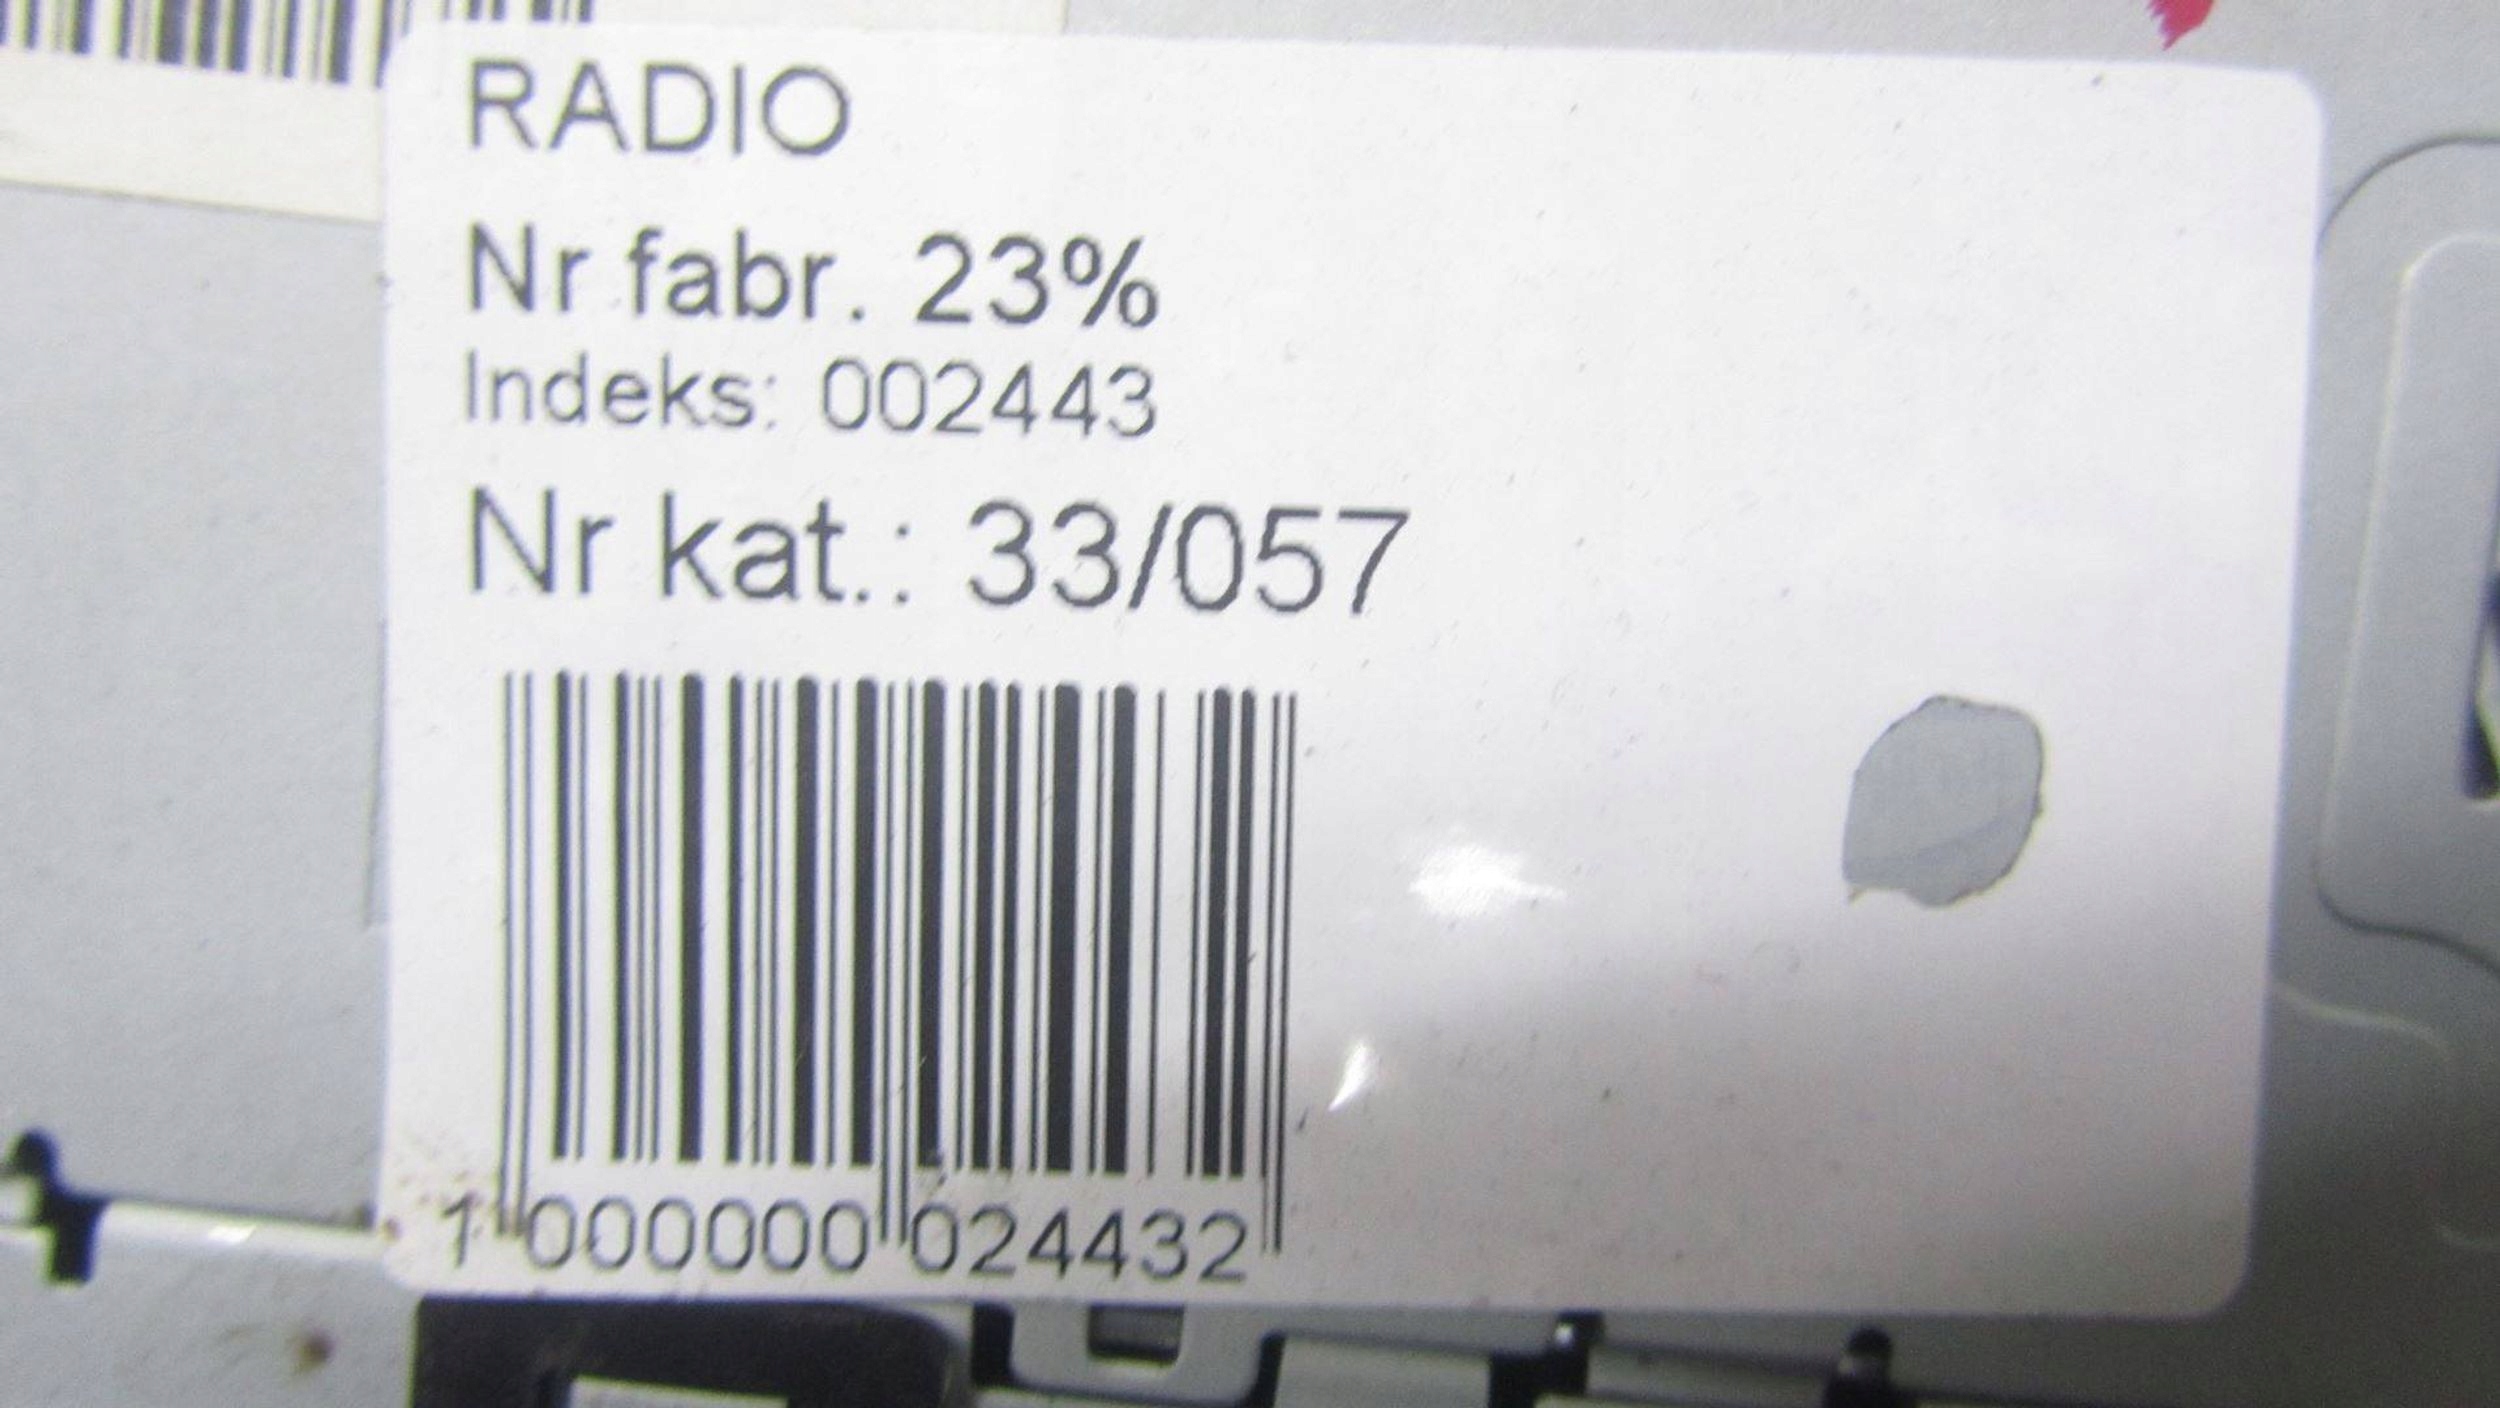 RADIO
Nr fabr. 23%
Indeks: 002443
Nr kat.: 33/057
1 000000 024432